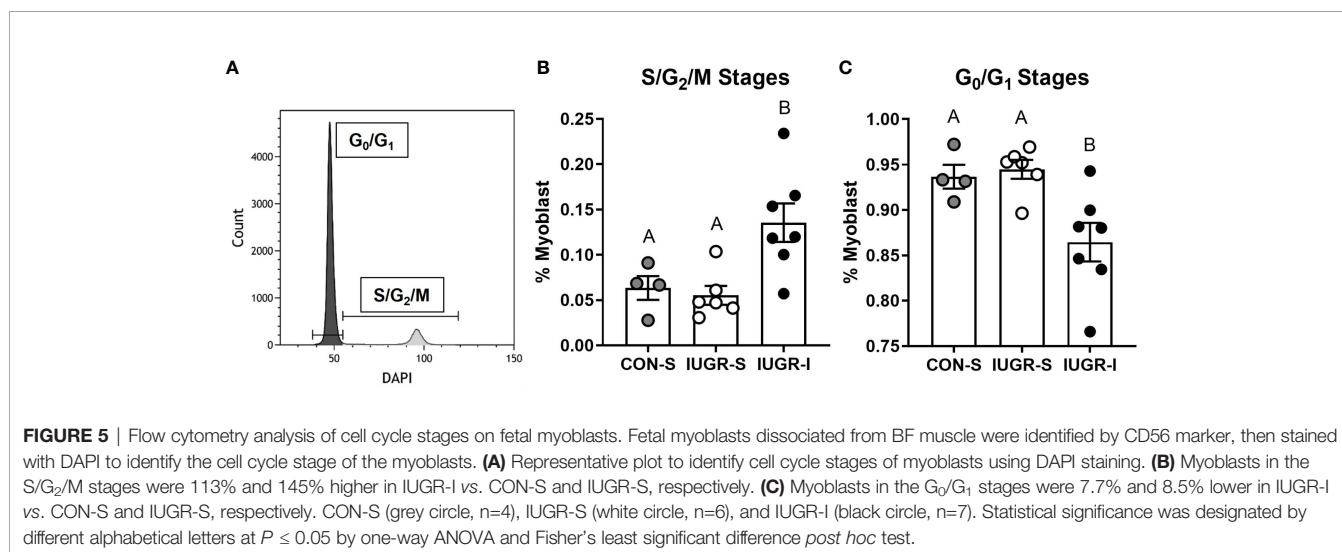 A
G₀/G₁
S/G₂/M
Count
4000
3000
2000
1000
0
50
100
150
DAPI
B
S/G₂/M Stages
% Myoblast
0.25
0.20
0.15
0.10
0.05
0.00
A
A
B
CON-S IUGR-S IUGR-I
C
G₀/G₁ Stages
% Myoblast
1.00
0.95
0.90
0.85
0.80
0.75
A
A
B
CON-S IUGR-S IUGR-I
FIGURE 5 | Flow cytometry analysis of cell cycle stages on fetal myoblasts. Fetal myoblasts dissociated from BF muscle were identified by CD56 marker, then stained
with DAPI to identify the cell cycle stage of the myoblasts. (A) Representative plot to identify cell cycle stages of myoblasts using DAPI staining. (B) Myoblasts in the
S/G₂/M stages were 113% and 145% higher in IUGR-I vs. CON-S and IUGR-S, respectively. (C) Myoblasts in the G₀/G₁ stages were 7.7% and 8.5% lower in IUGR-I
vs. CON-S and IUGR-S, respectively. CON-S (grey circle, n=4), IUGR-S (white circle, n=6), and IUGR-I (black circle, n=7). Statistical significance was designated by
different alphabetical letters at P ≤ 0.05 by one-way ANOVA and Fisher's least significant difference post hoc test.